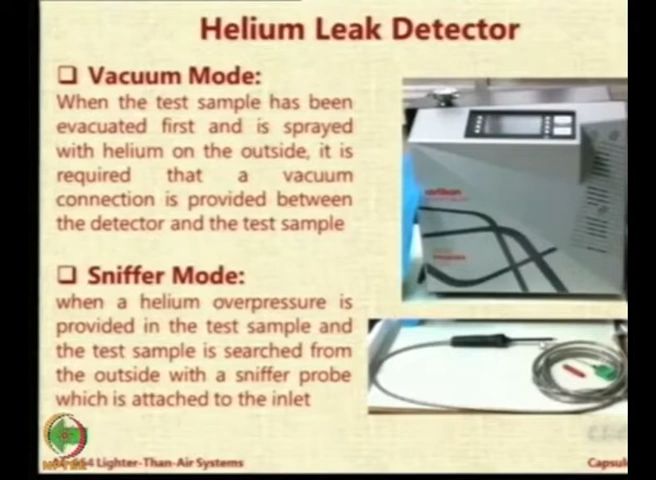 Helium Leak Detector
❑ Vacuum Mode:
When the test sample has been
evacuated first and is sprayed
with helium on the outside, it is
required that a vacuum
connection is provided between
the detector and the test sample
❑ Sniffer Mode:
when a helium overpressure is
provided in the test sample and
the test sample is searched from
the outside with a sniffer probe
which is attached to the inlet
oerlikon
Lighter-Than-Air Systems
Capsul